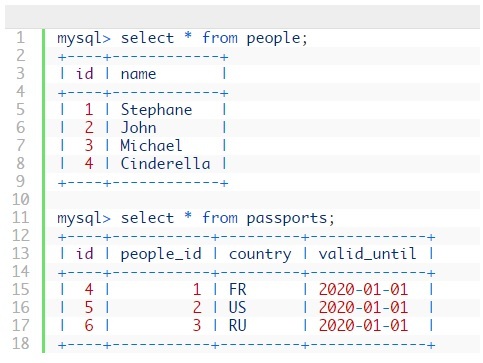 1 mysql> select * from people;
2 +----+------------+
3 | id | name       |
4 +----+------------+
5 |  1 | Stephane   |
6 |  2 | John       |
7 |  3 | Michael    |
8 |  4 | Cinderella |
9 +----+------------+
10
11 mysql> select * from passports;
12 +----+-----------+---------+-------------+
13 | id | people_id | country | valid_until |
14 +----+-----------+---------+-------------+
15 |  4 |         1 | FR      | 2020-01-01  |
16 |  5 |         2 | US      | 2020-01-01  |
17 |  6 |         3 | RU      | 2020-01-01  |
18 +----+-----------+---------+-------------+